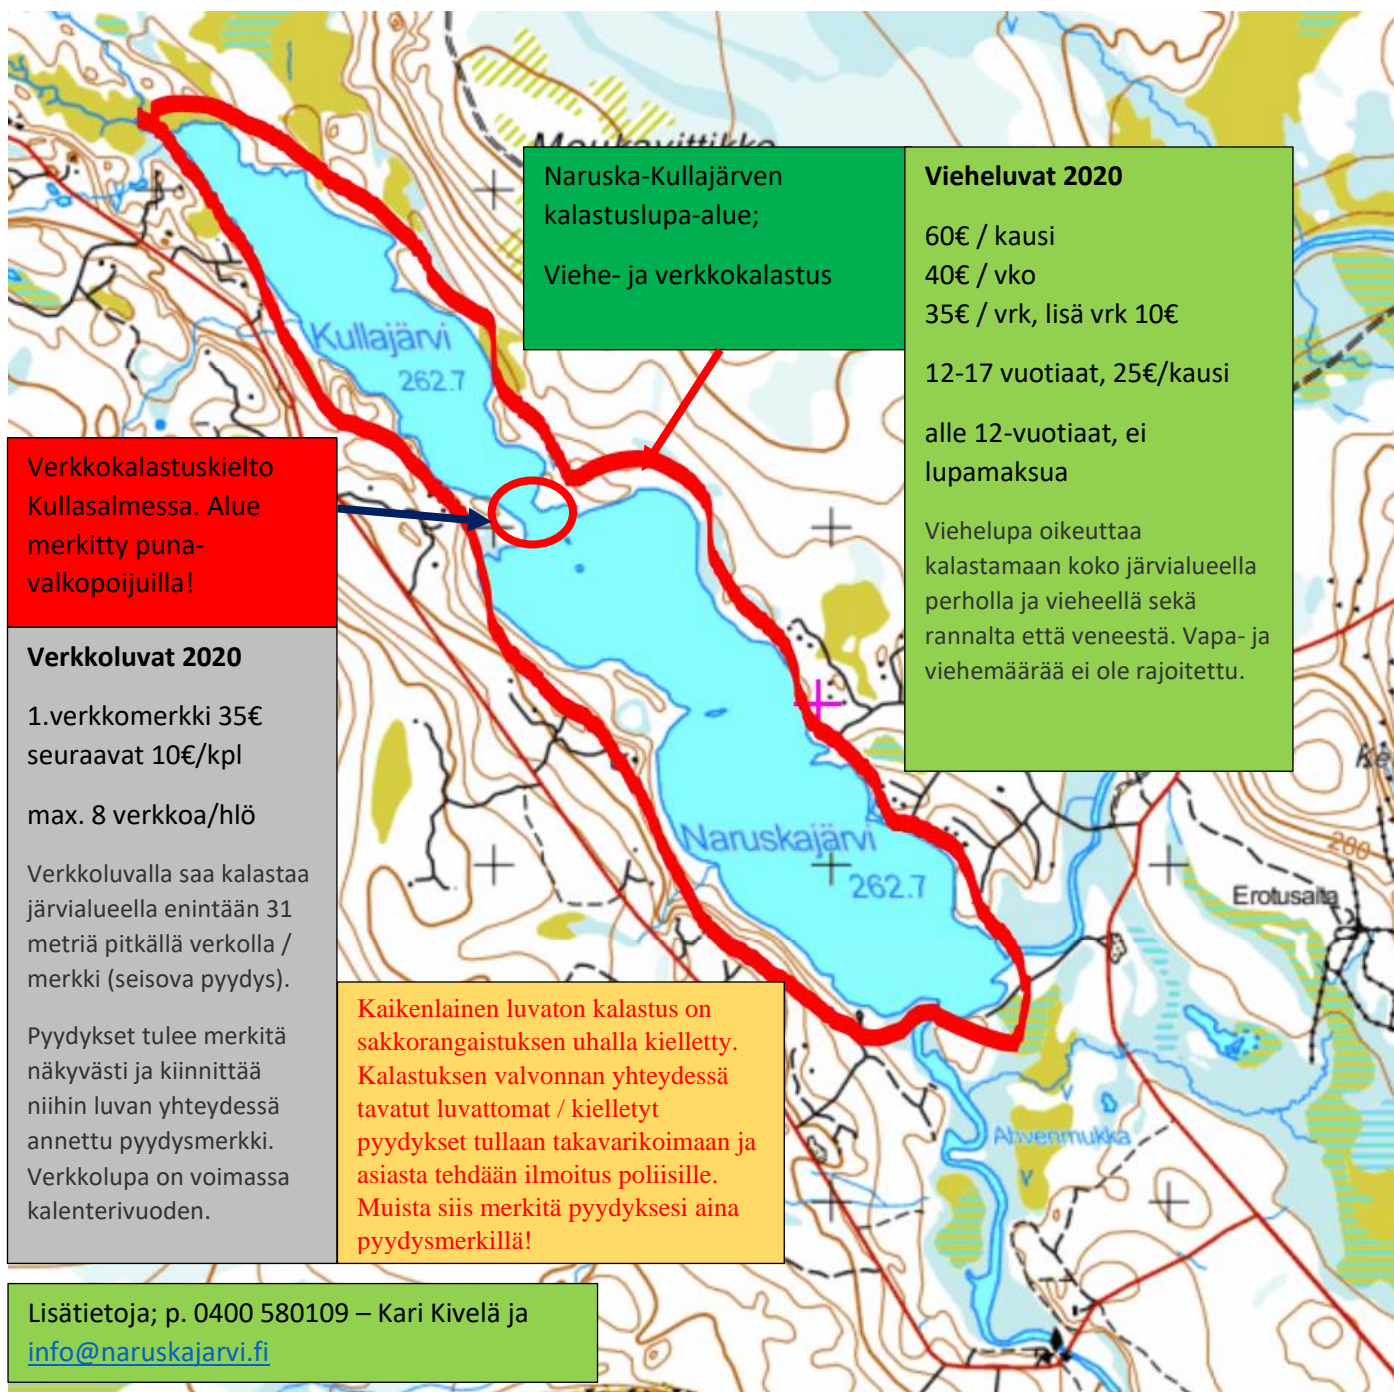 Moukavittikko
Naruska-Kullajärven
kalastuslupa-alue;
Viehe- ja verkkokalastus
Vieheluvat 2020
60€ / kausi
40€ / vko
35€ / vrk, lisä vrk 10€
12-17 vuotiaat, 25€/kausi
alle 12-vuotiaat, ei
lupamaksua
Viehelupa oikeuttaa
kalastamaan koko järvialueella
perholla ja vieheellä sekä
rannalta että veneestä. Vapa- ja
viehemäärää ei ole rajoitettu.
Kullajärvi
262.7
Verkkokalastuskielto
Kullasalmessa. Alue
merkitty puna-
valkopoijuilla!
Verkkoluvat 2020
1.verkkomerkki 35€
seuraavat 10€/kpl
max. 8 verkkoa/hlö
Verkkoluvalla saa kalastaa
järvialueella enintään 31
metriä pitkällä verkolla /
merkki (seisova pyydys).
Pyydykset tulee merkitä
näkyvästi ja kiinnittää
niihin luvan yhteydessä
annettu pyydysmerkki.
Verkkolupa on voimassa
kalenterivuoden.
Naruskajärvi
262.7
280
Erotusaita
Ahvenmukka
Kaikenlainen luvaton kalastus on
sakkorangaistuksen uhalla kielletty.
Kalastuksen valvonnan yhteydessä
tavatut luvattomat / kielletyt
pyydykset tullaan takavarikoimaan ja
asiasta tehdään ilmoitus poliisille.
Muista siis merkitä pyydyksesi aina
pyydysmerkillä!
Lisätietoja; p. 0400 580109 – Kari Kivelä ja
info@naruskajarvi.fi